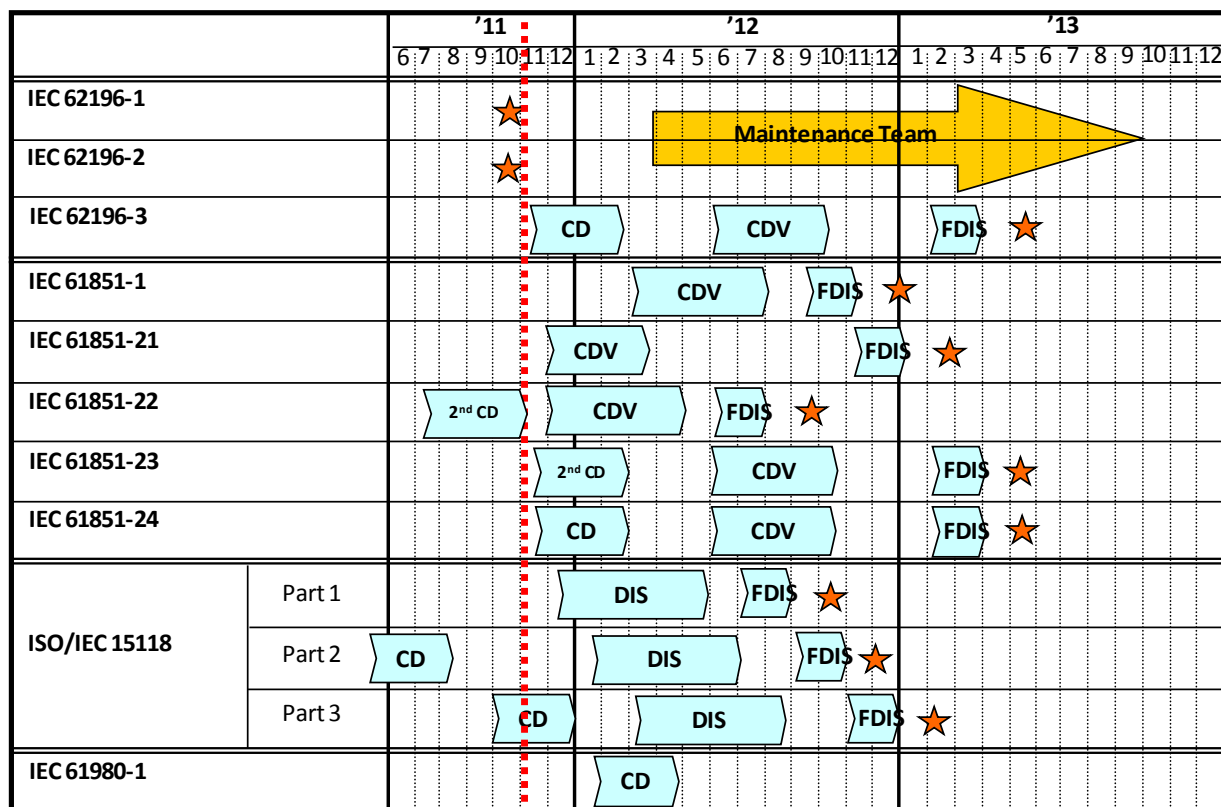 ’11 ’12 ’13
6 7 8 9 10 11 12 1 2 3 4 5 6 7 8 9 10 11 12 1 2 3 4 5 6 7 8 9 10 11 12
IEC 62196-1
Maintenance Team
IEC 62196-2
IEC 62196-3 CD CDV FDIS
IEC 61851-1 CDV FDIS
IEC 61851-21 CDV FDIS
IEC 61851-22 2nd CD CDV FDIS
IEC 61851-23 2nd CD CDV FDIS
IEC 61851-24 CD CDV FDIS
Part 1 DIS FDIS
ISO/IEC 15118 Part 2 CD DIS FDIS
Part 3 CD DIS FDIS
IEC 61980-1 CD